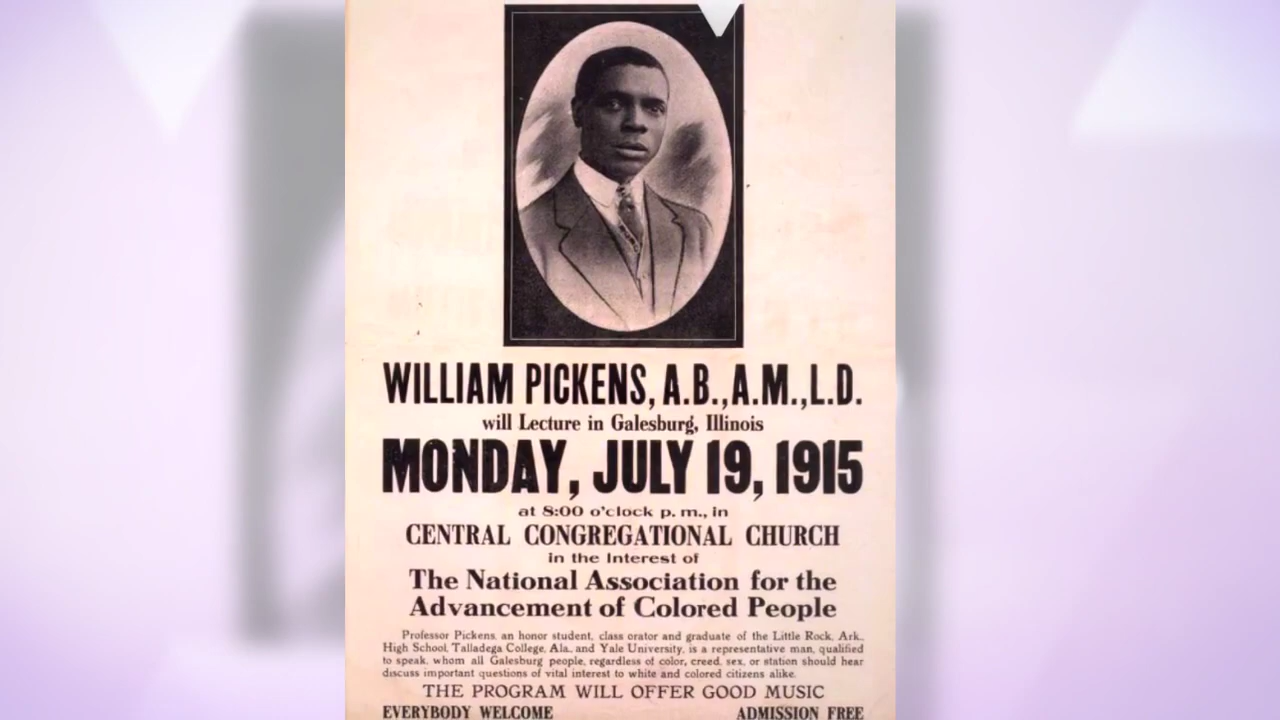 WILLIAM PICKENS, A.B.,A.M.,L.D.
will Lecture in Galesburg, Illinois
MONDAY, JULY 19, 1915
at 8:00 o'clock p. m., in
CENTRAL CONGREGATIONAL CHURCH
in the Interest of
The National Association for the
Advancement of Colored People
Professor Pickens, an honor student, class orator and graduate of the Little Rock, Ark.,
High School, Talladega College, Ala., and Yale University, is a representative man, qualified
to speak, whom all Galesburg people, regardless of color, creed, sex, or station should hear
discuss important questions of vital interest to white and colored citizens alike.
THE PROGRAM WILL OFFER GOOD MUSIC
EVERYBODY WELCOME ADMISSION FREE